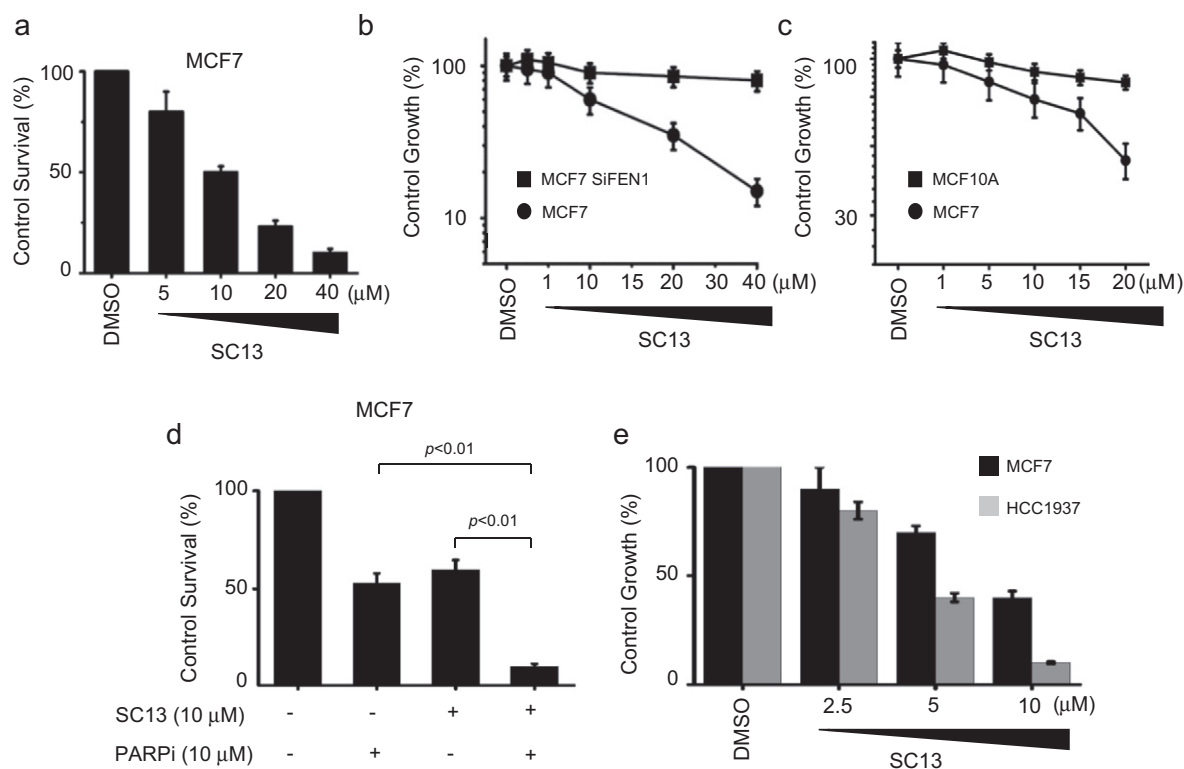 a
MCF7
Control Survival (%)
100
50
0
DMSO
5 10 20 40 (μM)
SC13
b
Control Growth (%)
100
10
MCF7 SiFEN1
MCF7
DMSO
1 10 15 20 30 40 (μM)
SC13
c
Control Growth (%)
100
30
MCF10A
MCF7
DMSO
1 5 10 15 20 (μM)
SC13
d
MCF7
p<0.01
p<0.01
Control Survival (%)
100
50
0
SC13 (10 μM) - - + +
PARPi (10 μM) - + - +
e
MCF7
HCC1937
Control Growth (%)
100
50
0
DMSO
2.5 5 10 (μM)
SC13